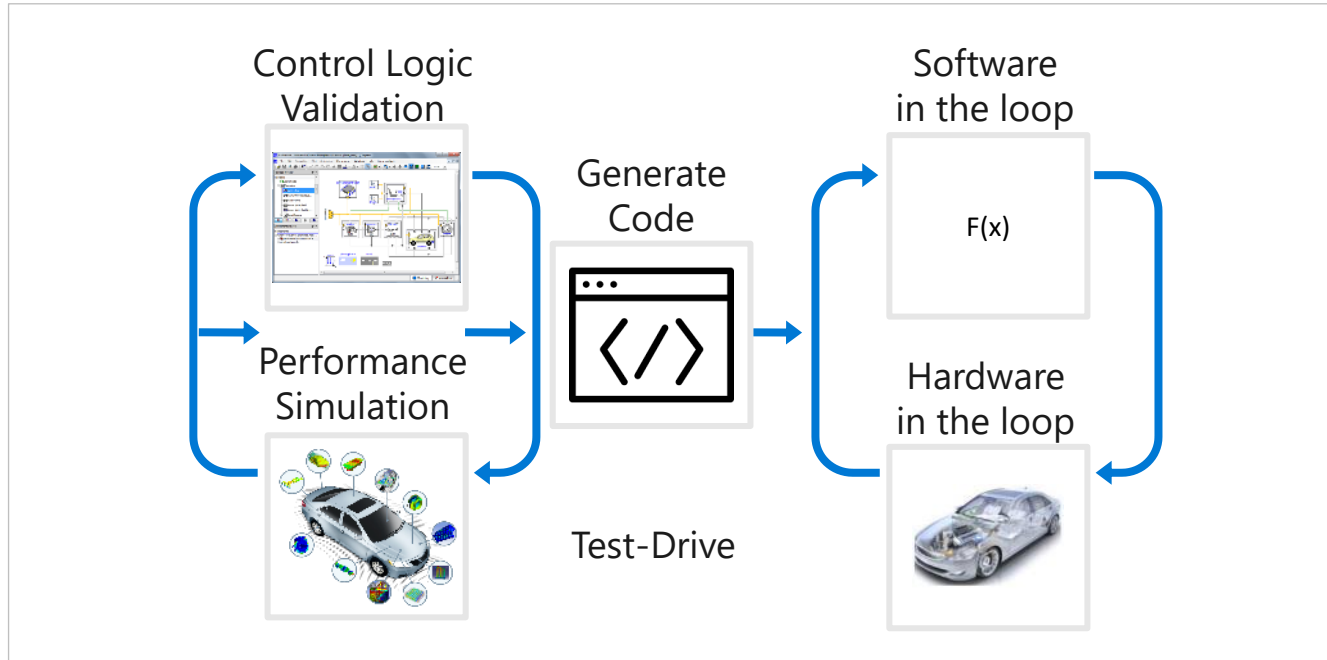 Control Logic
Validation
Generate
Code
Software
in the loop
F(x)
Performance
Simulation
Hardware
in the loop
Test-Drive